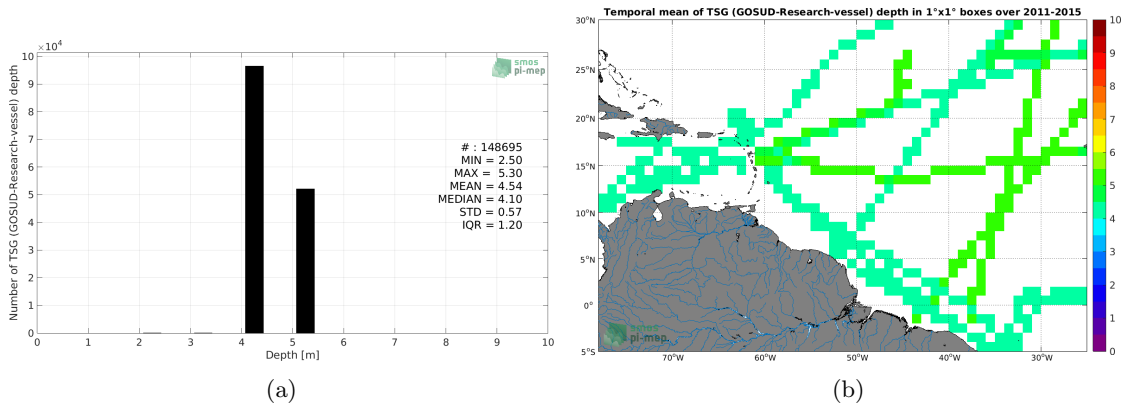 ×10⁴
10
9
8
7
6
5
4
3
2
1
0
Number of TSG (GOSUD-Research-vessel) depth
0 1 2 3 4 5 6 7 8 9 10
Depth [m]
smos
pi-mep
# : 148695
MIN = 2.50
MAX = 5.30
MEAN = 4.54
MEDIAN = 4.10
STD = 0.57
IQR = 1.20
(a)
Temporal mean of TSG (GOSUD-Research-vessel) depth in 1°x1° boxes over 2011-2015
30°N
25°N
20°N
15°N
10°N
5°N
0°
5°S
70°W 60°W 50°W 40°W 30°W
smos
pi-mep
10
9
8
7
6
5
4
3
2
1
0
(b)